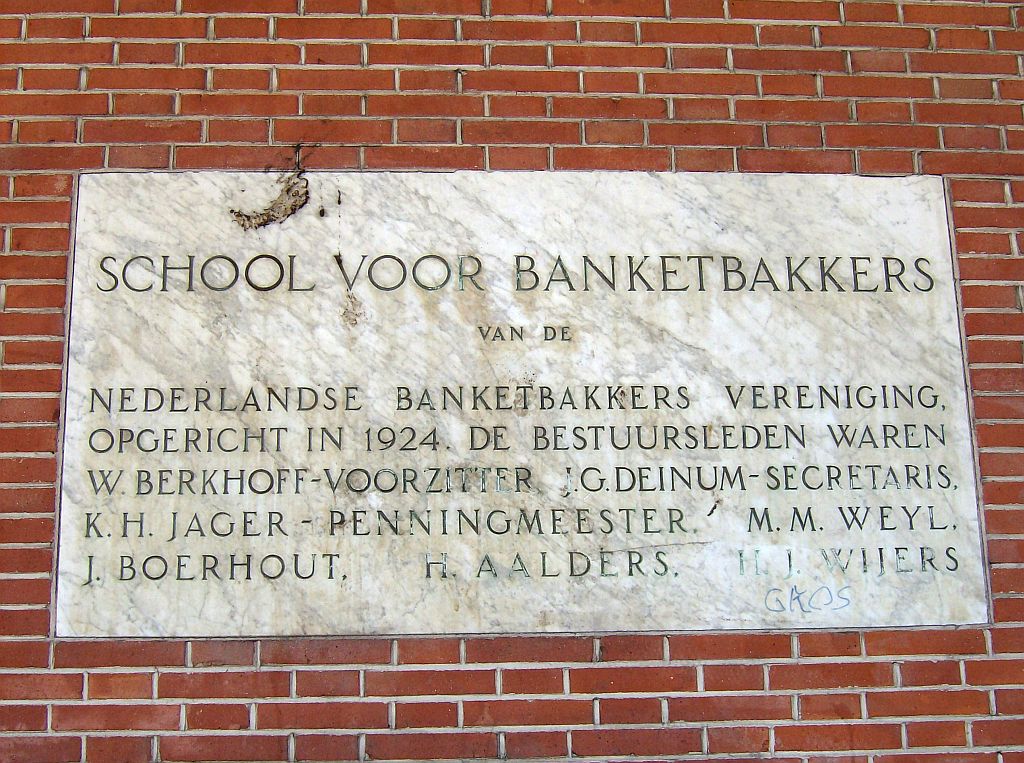 SCHOOL VOOR BANKETBAKKERS
VAN DE
NEDERLANDSE BANKETBAKKERS VERENIGING,
OPGERICHT IN 1924. DE BESTUURSLEDEN WAREN
W. BERKHOFF-VOORZITTER J.G. DEINUM-SECRETARIS,
K.H. JAGER - PENNINGMEESTER. M.M. WEYL.
J. BOERHOUT, H. AALDERS. H.J. WIJERS